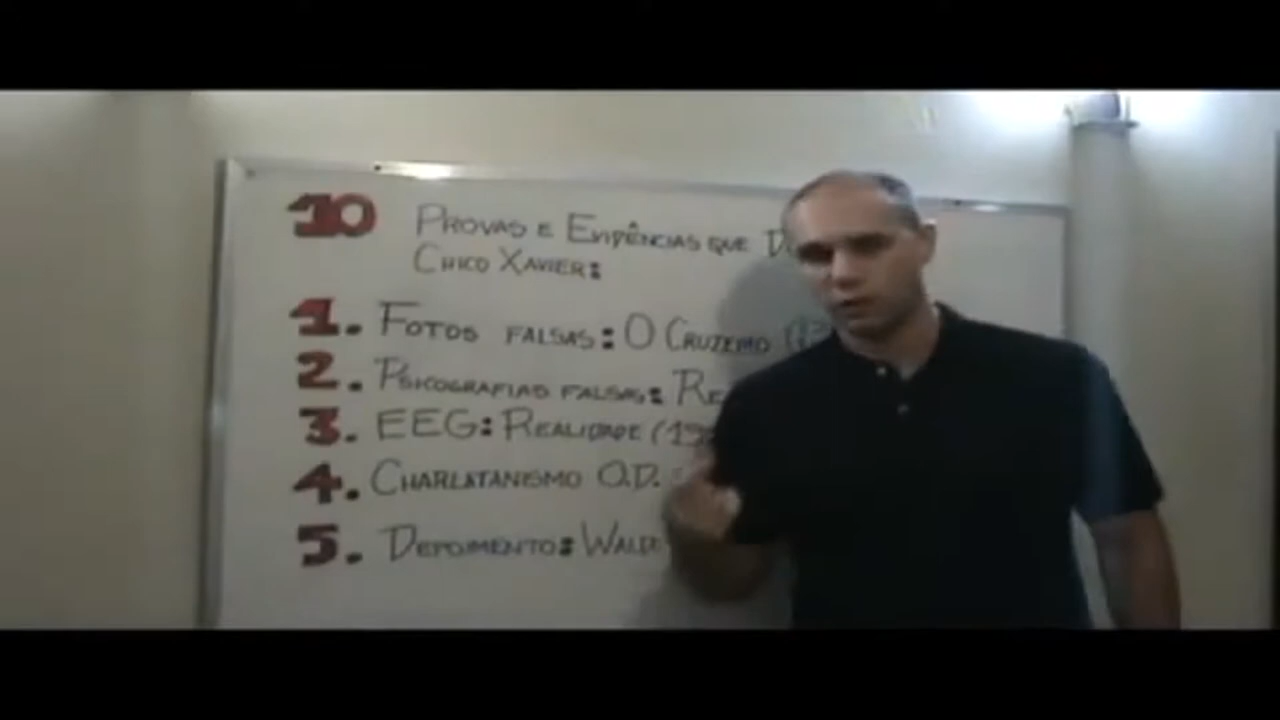 10 PROVAS E EVIDÊNCIAS QUE
CHICO XAVIER:
1. FOTOS FALSAS: O CRUZEIRO
2. PSICOGRAFIAS FALSAS:
3. EEG: REALIDADE (19
4. CHARLATANISMO O.D.
5. DEPOIMENTO: